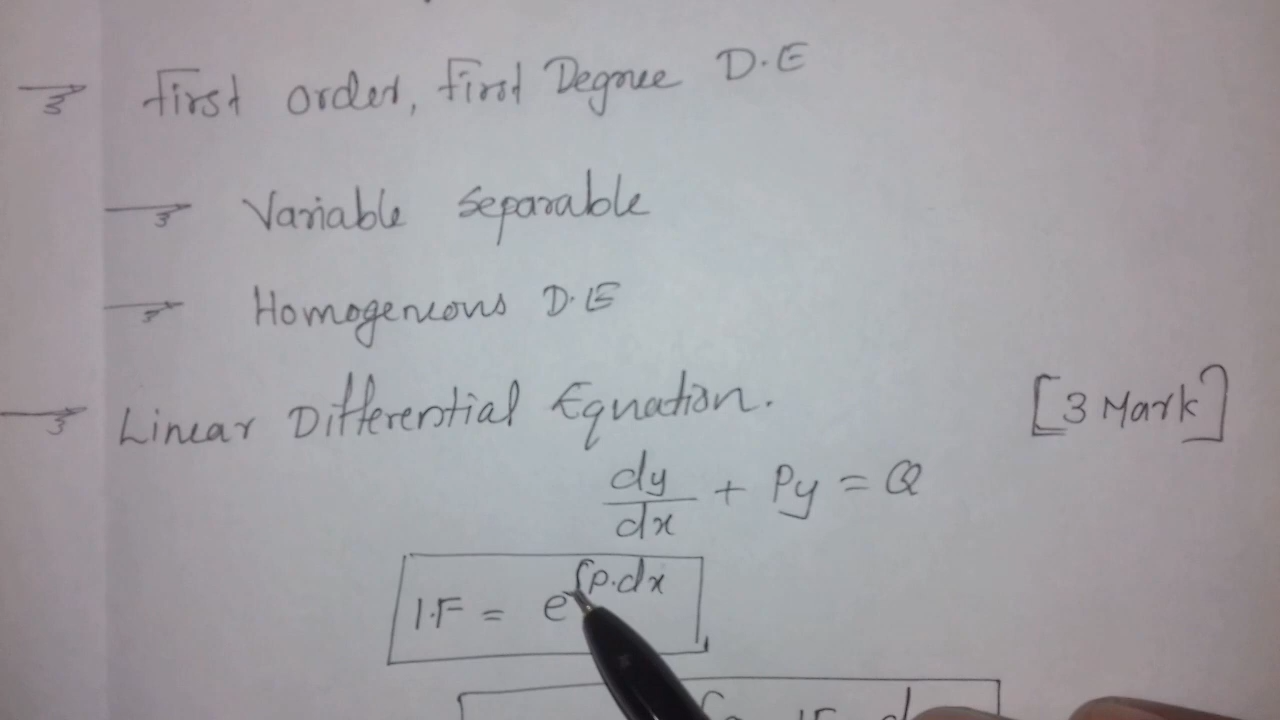 → First order, First Degree D.E
→ Variable Separable
→ Homogeneous D.E
→ Linear Differential Equation. [3 Mark]
dy/dx + Py = Q
I.F = e^∫P.dx